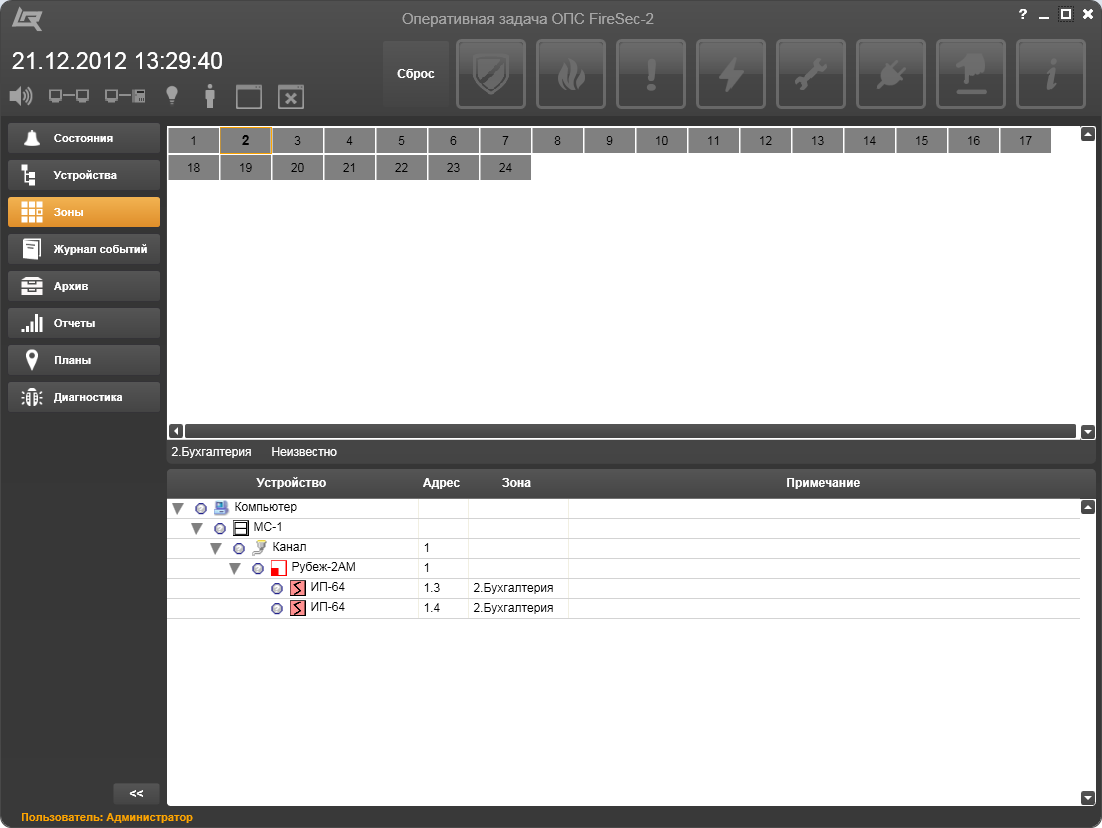 Оперативная задача ОПС FireSec-2
?
21.12.2012 13:29:40
Сброс
Состояния
Устройства
Зоны
Журнал событий
Архив
Отчеты
Планы
Диагностика
1 2 3 4 5 6 7 8 9 10 11 12 13 14 15 16 17
18 19 20 21 22 23 24
2.Бухгалтерия Неизвестно
Устройство Адрес Зона Примечание
Компьютер
МС-1
Канал 1
Рубеж-2АМ 1
ИП-64 1.3 2.Бухгалтерия
ИП-64 1.4 2.Бухгалтерия
<<
Пользователь: Администратор